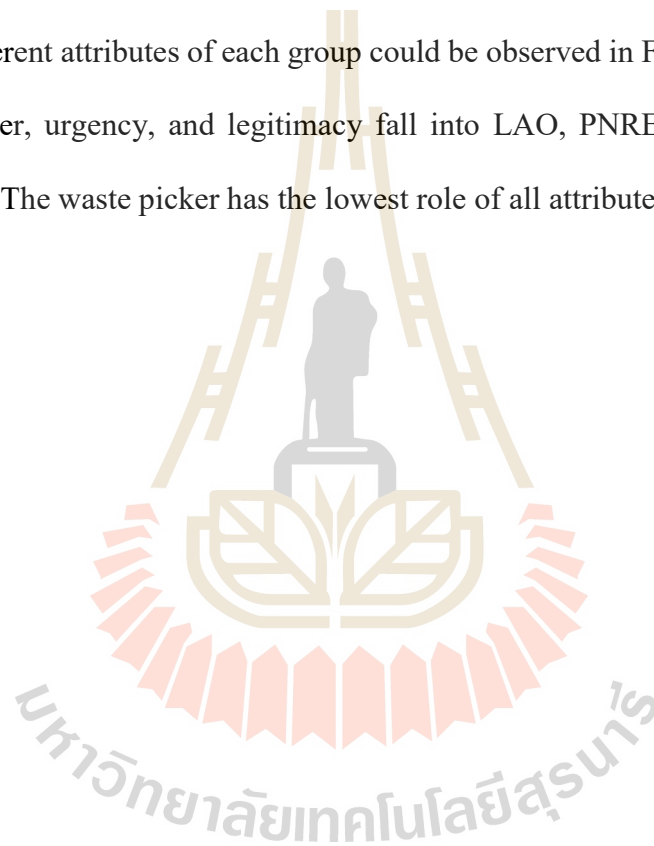 erent attributes of each group could be observed in F
er, urgency, and legitimacy fall into LAO, PNRE
The waste picker has the lowest role of all attribute
มหาวิทยาลัยเทคโนโลยีสุรนารี